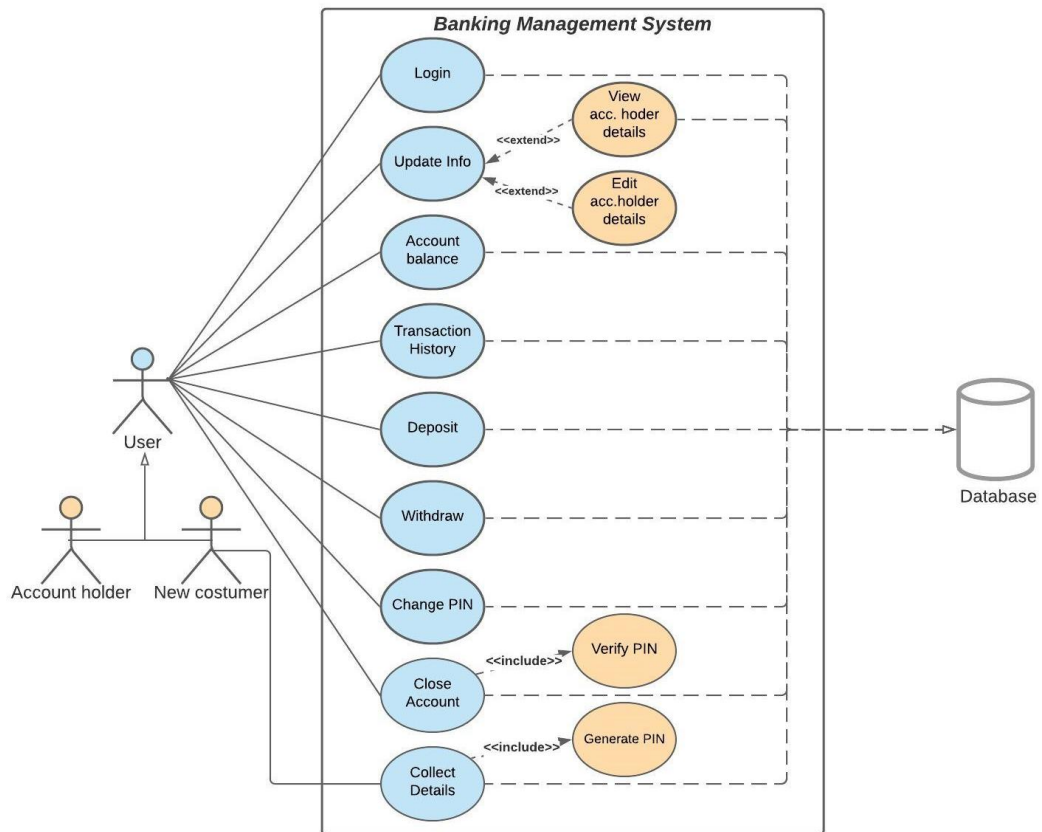 Banking Management System
Login
View
acc. hoder
details
<<extend>>
Update Info
<<extend>>
Edit
acc.holder
details
Account
balance
Transaction
History
User
Deposit
Database
Withdraw
Account holder
New costumer
Change PIN
<<include>>
Verify PIN
Close
Account
<<include>>
Generate PIN
Collect
Details